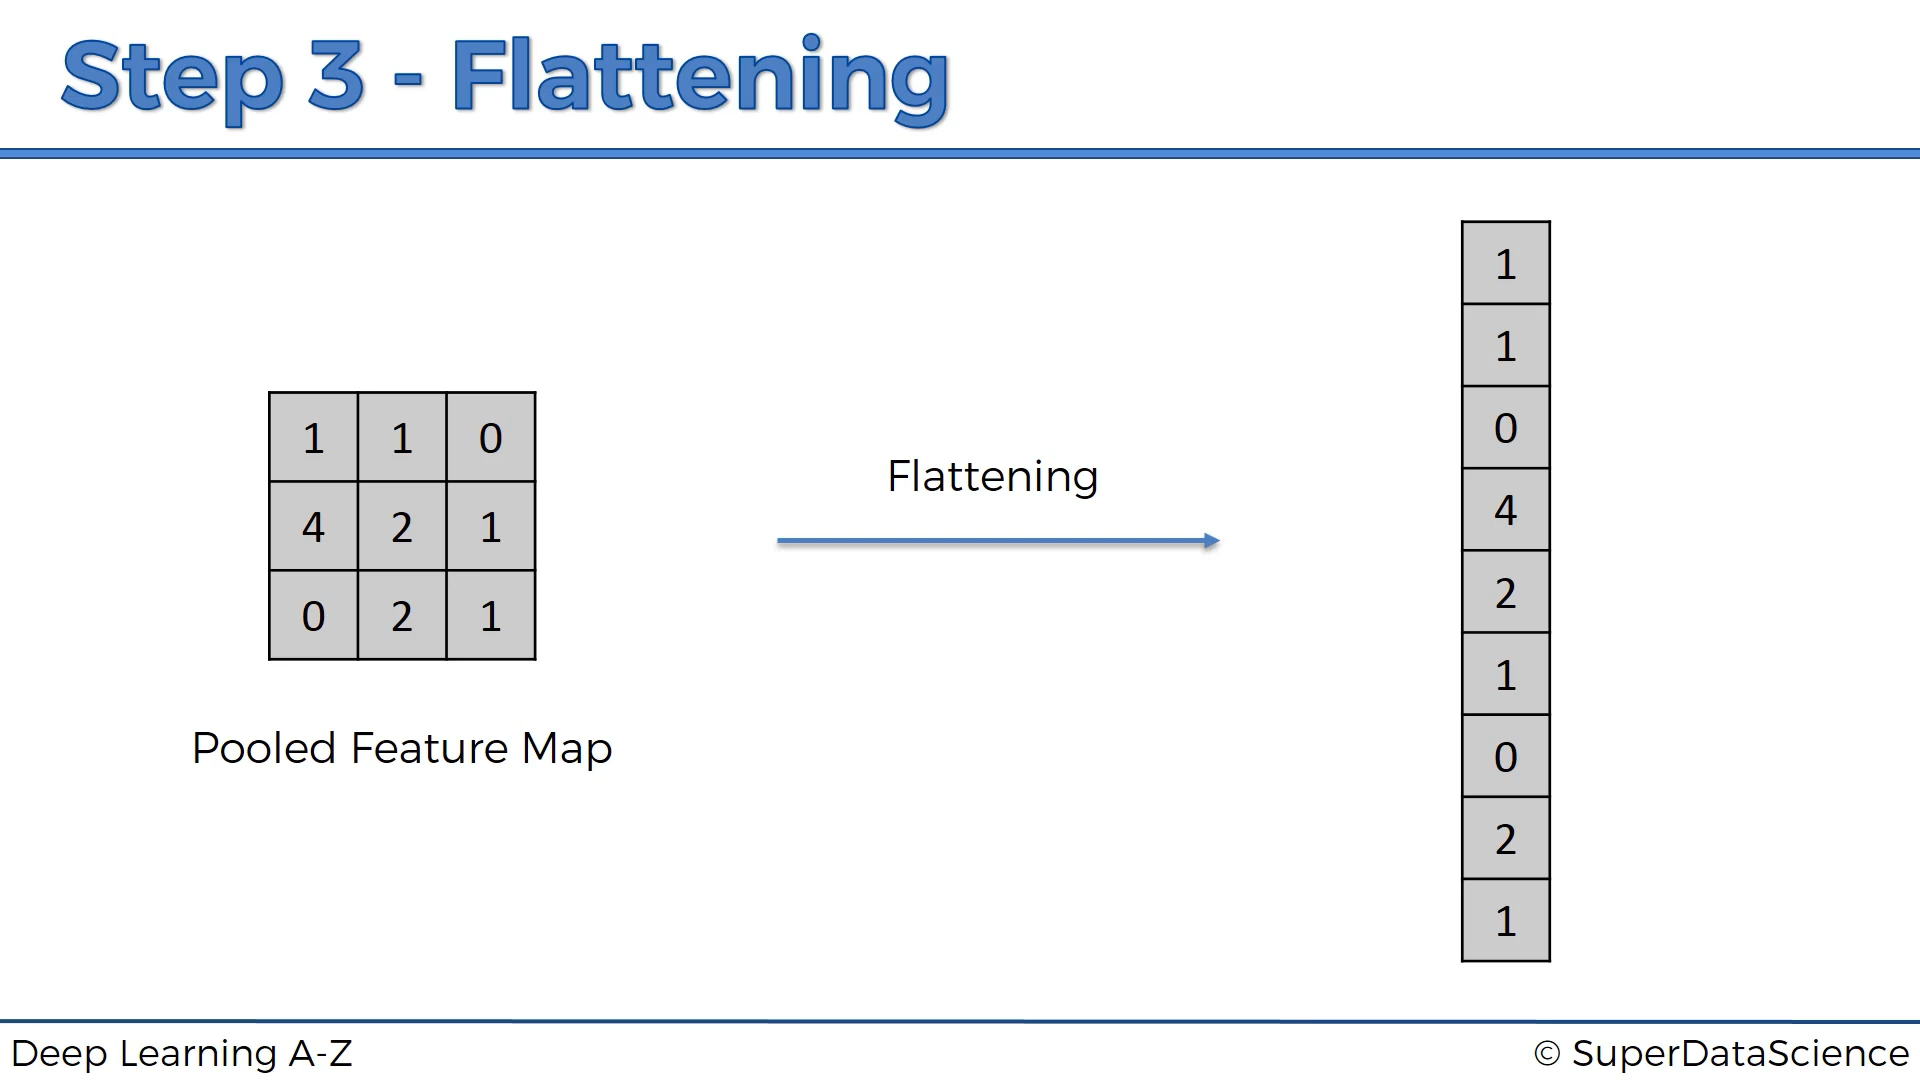 Step 3 - Flattening
1 1 0
4 2 1
0 2 1
Pooled Feature Map
Flattening
1
1
0
4
2
1
0
2
1
Deep Learning A-Z
© SuperDataScience